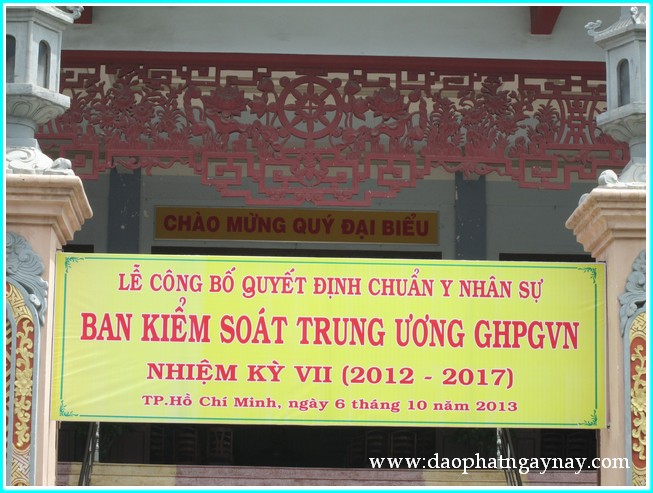 CHÀO MỪNG QUÝ ĐẠI BIỂU
LỄ CÔNG BỐ QUYẾT ĐỊNH CHUẨN Y NHÂN SỰ
BAN KIỂM SOÁT TRUNG ƯƠNG GHPGVN
NHIỆM KỲ VII (2012 - 2017)
TP.Hồ Chí Minh, ngày 6 tháng 10 năm 2013
www.daophatngaynay.com